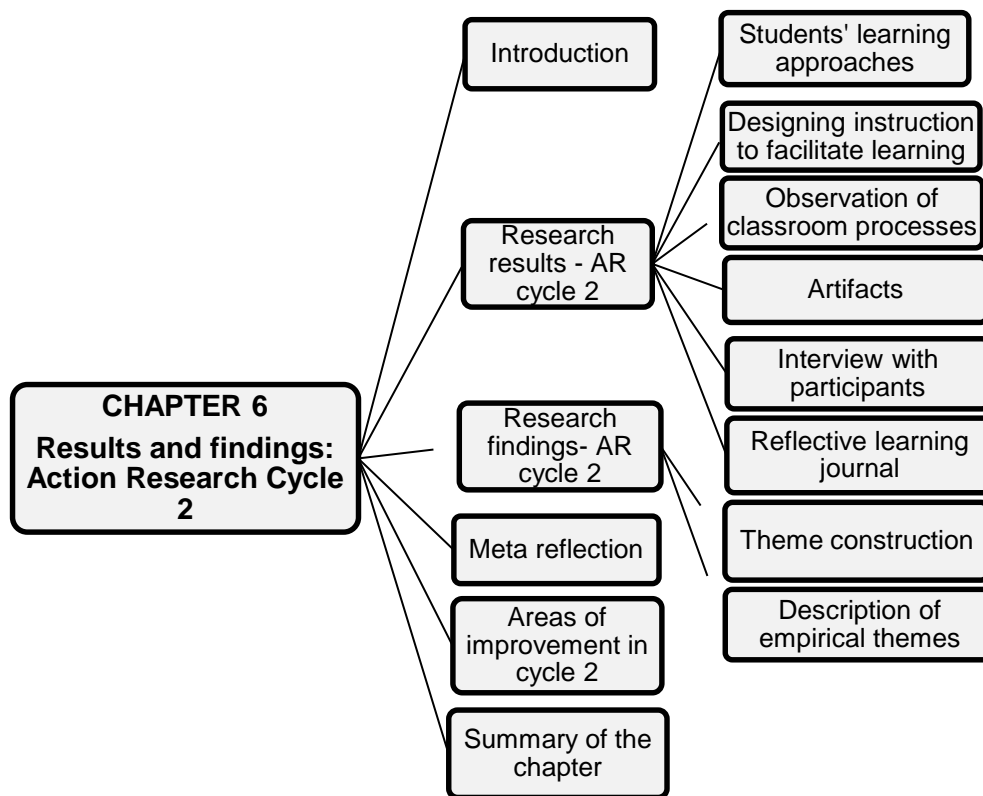 CHAPTER 6
Results and findings:
Action Research Cycle
2
Introduction
Research
results - AR
cycle 2
Students' learning
approaches
Designing instruction
to facilitate learning
Observation of
classroom processes
Artifacts
Interview with
participants
Reflective learning
journal
Research
findings- AR
cycle 2
Theme construction
Description of
empirical themes
Meta reflection
Areas of
improvement in
cycle 2
Summary of the
chapter